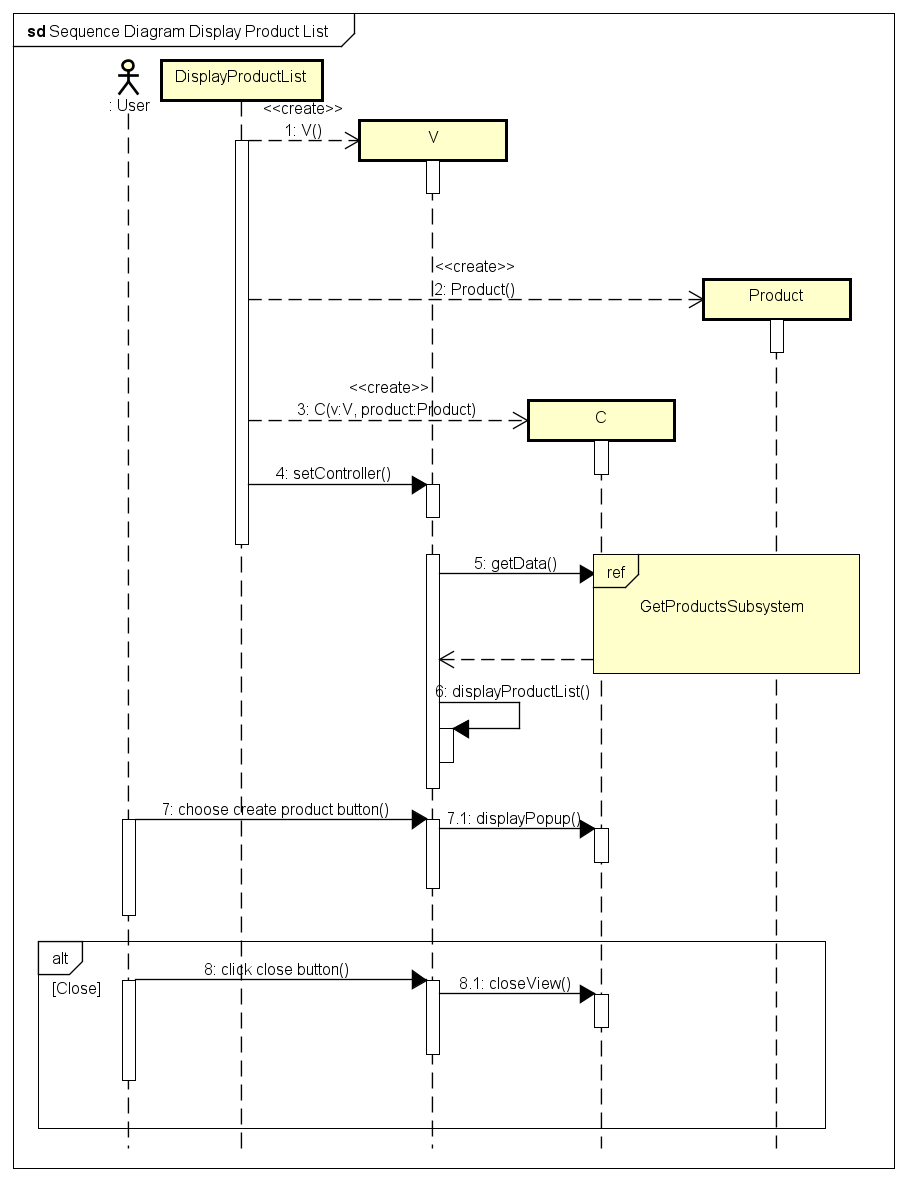 sd Sequence Diagram Display Product List
: User
DisplayProductList
<<create>>
1: V()
V
<<create>>
2: Product()
Product
<<create>>
3: C(v:V, product:Product)
C
4: setController()
5: getData()
ref
GetProductsSubsystem
6: displayProductList()
7: choose create product button()
7.1: displayPopup()
alt
[Close]
8: click close button()
8.1: closeView()